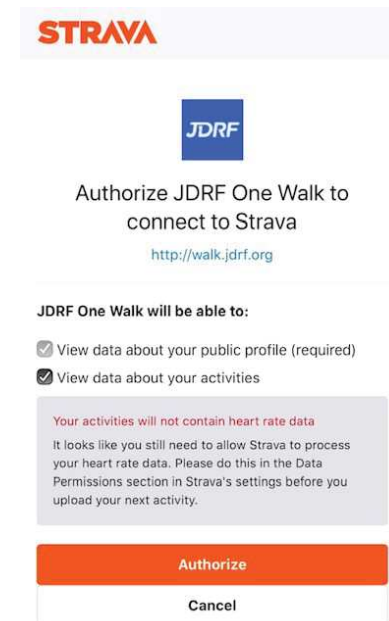 STRAVA
JDRF
Authorize JDRF One Walk to
connect to Strava
http://walk.jdrf.org
JDRF One Walk will be able to:
View data about your public profile (required)
View data about your activities
Your activities will not contain heart rate data
It looks like you still need to allow Strava to process
your heart rate data. Please do this in the Data
Permissions section in Strava's settings before you
upload your next activity.
Authorize
Cancel